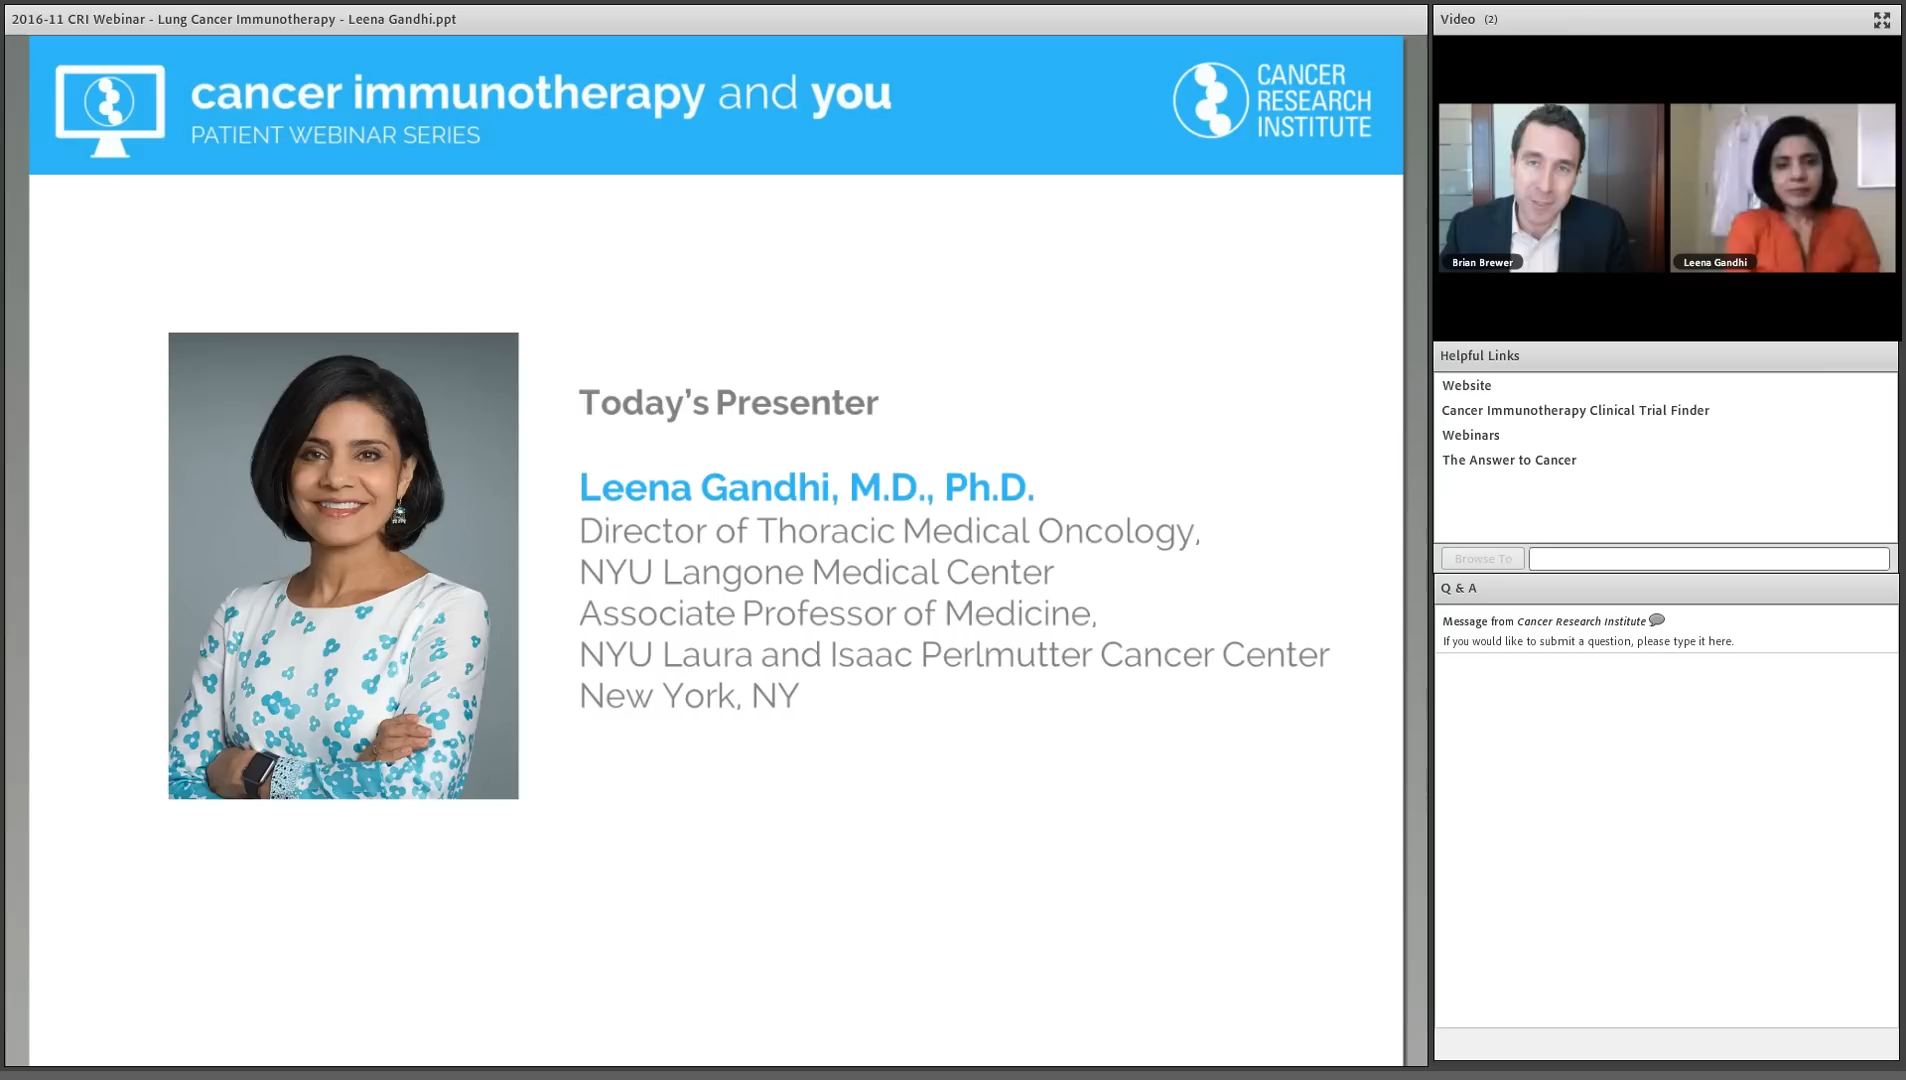 2016-11 CRI Webinar - Lung Cancer Immunotherapy - Leena Gandhi.ppt
cancer immunotherapy and you
PATIENT WEBINAR SERIES
CANCER
RESEARCH
INSTITUTE
Today's Presenter
Leena Gandhi, M.D., Ph.D.
Director of Thoracic Medical Oncology,
NYU Langone Medical Center
Associate Professor of Medicine,
NYU Laura and Isaac Perlmutter Cancer Center
New York, NY
Video (2)
Brian Brewer
Leena Gandhi
Helpful Links
Website
Cancer Immunotherapy Clinical Trial Finder
Webinars
The Answer to Cancer
Browse To
Q & A
Message from Cancer Research Institute
If you would like to submit a question, please type it here.